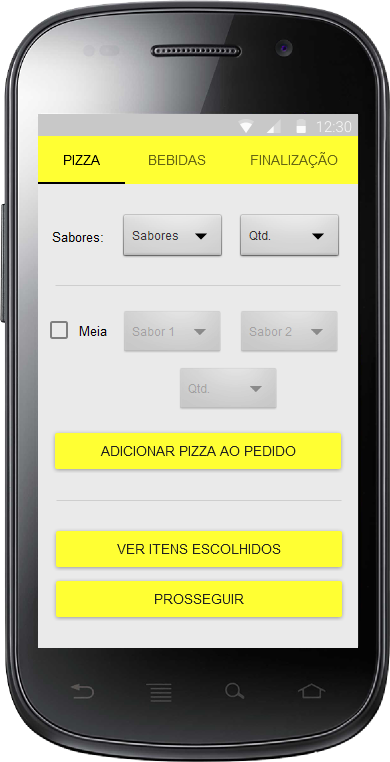 12:30
PIZZA BEBIDAS FINALIZAÇÃO
Sabores: Sabores Qtd.
Meia Sabor 1 Sabor 2
Qtd.
ADICIONAR PIZZA AO PEDIDO
VER ITENS ESCOLHIDOS
PROSSEGUIR